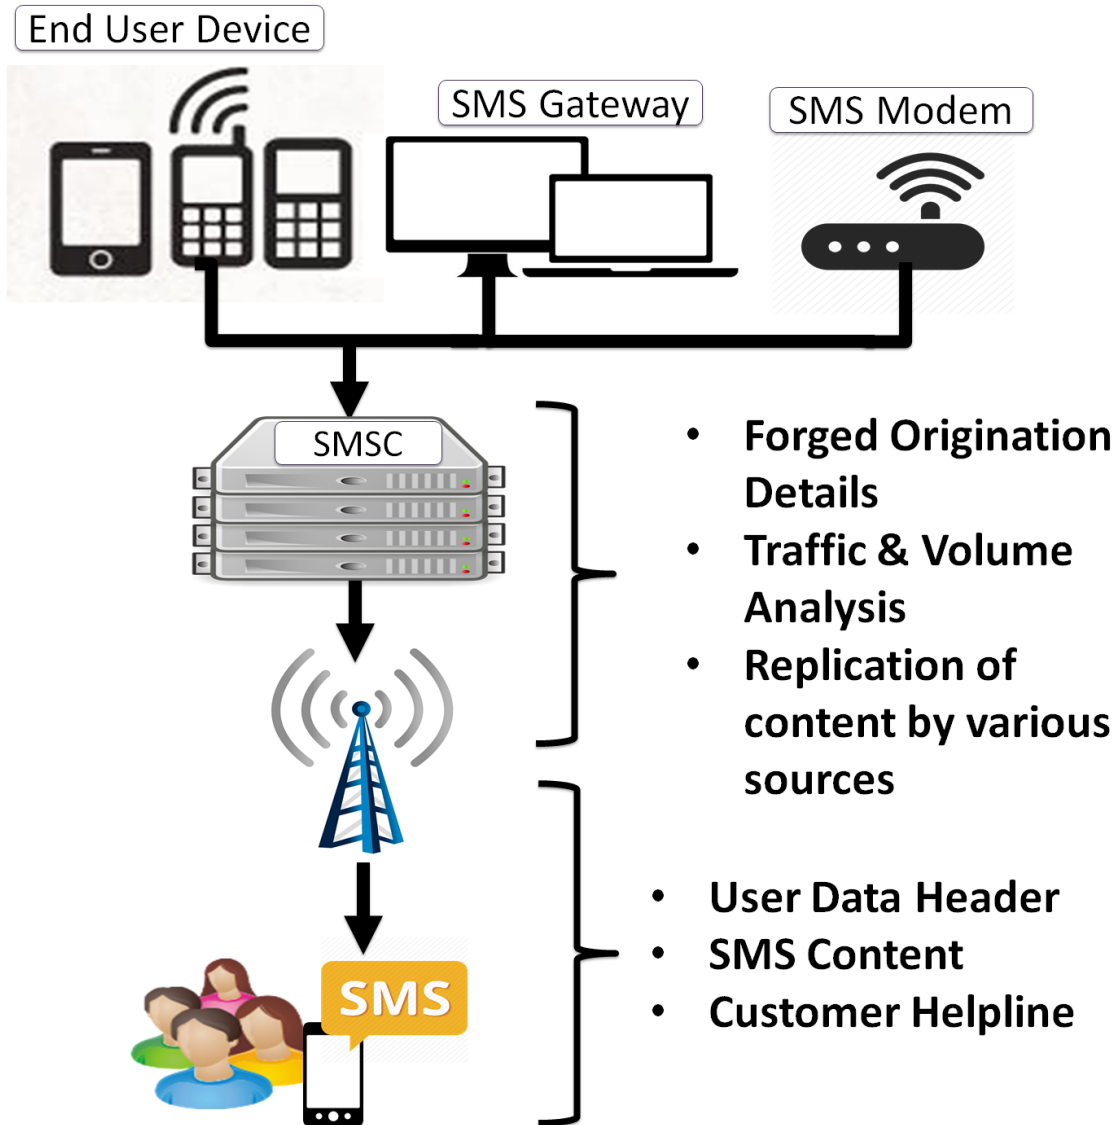 End User Device
SMS Gateway
SMS Modem
SMSC
• Forged Origination
Details
• Traffic & Volume
Analysis
• Replication of
content by various
sources
• User Data Header
• SMS Content
• Customer Helpline
SMS